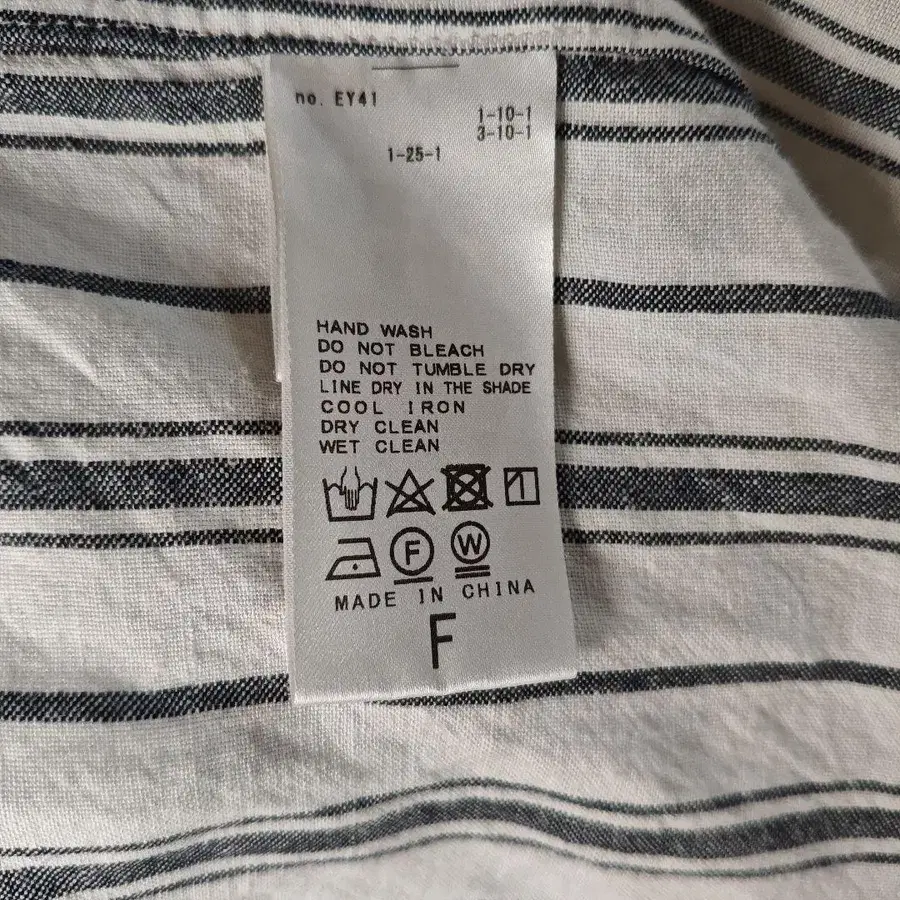 no. EY41
1-10-1
3-10-1
1-25-1
HAND WASH
DO NOT BLEACH
DO NOT TUMBLE DRY
LINE DRY IN THE SHADE
COOL IRON
DRY CLEAN
WET CLEAN
F W
MADE IN CHINA
F